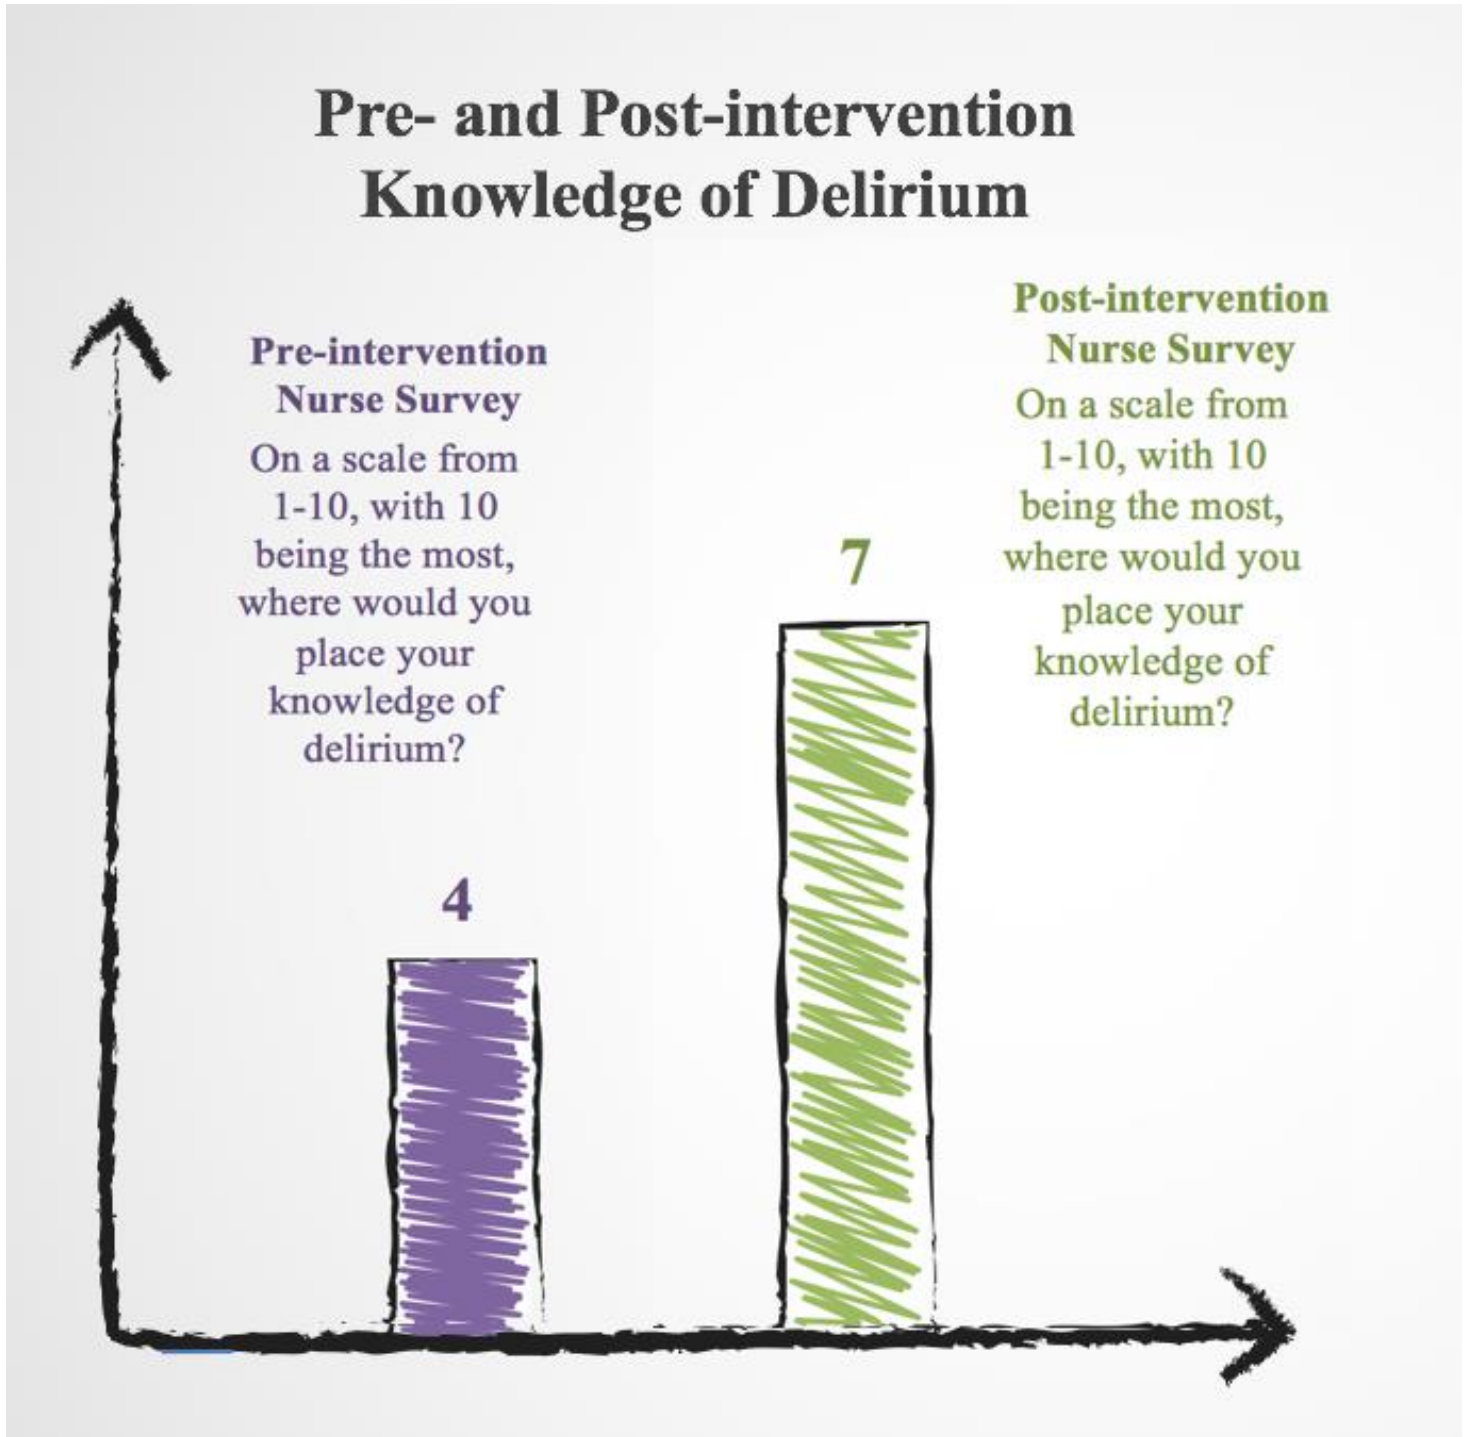 Pre- and Post-intervention
Knowledge of Delirium
Pre-intervention
Nurse Survey
On a scale from
1-10, with 10
being the most,
where would you
place your
knowledge of
delirium?
4
Post-intervention
Nurse Survey
On a scale from
1-10, with 10
being the most,
where would you
place your
knowledge of
delirium?
7